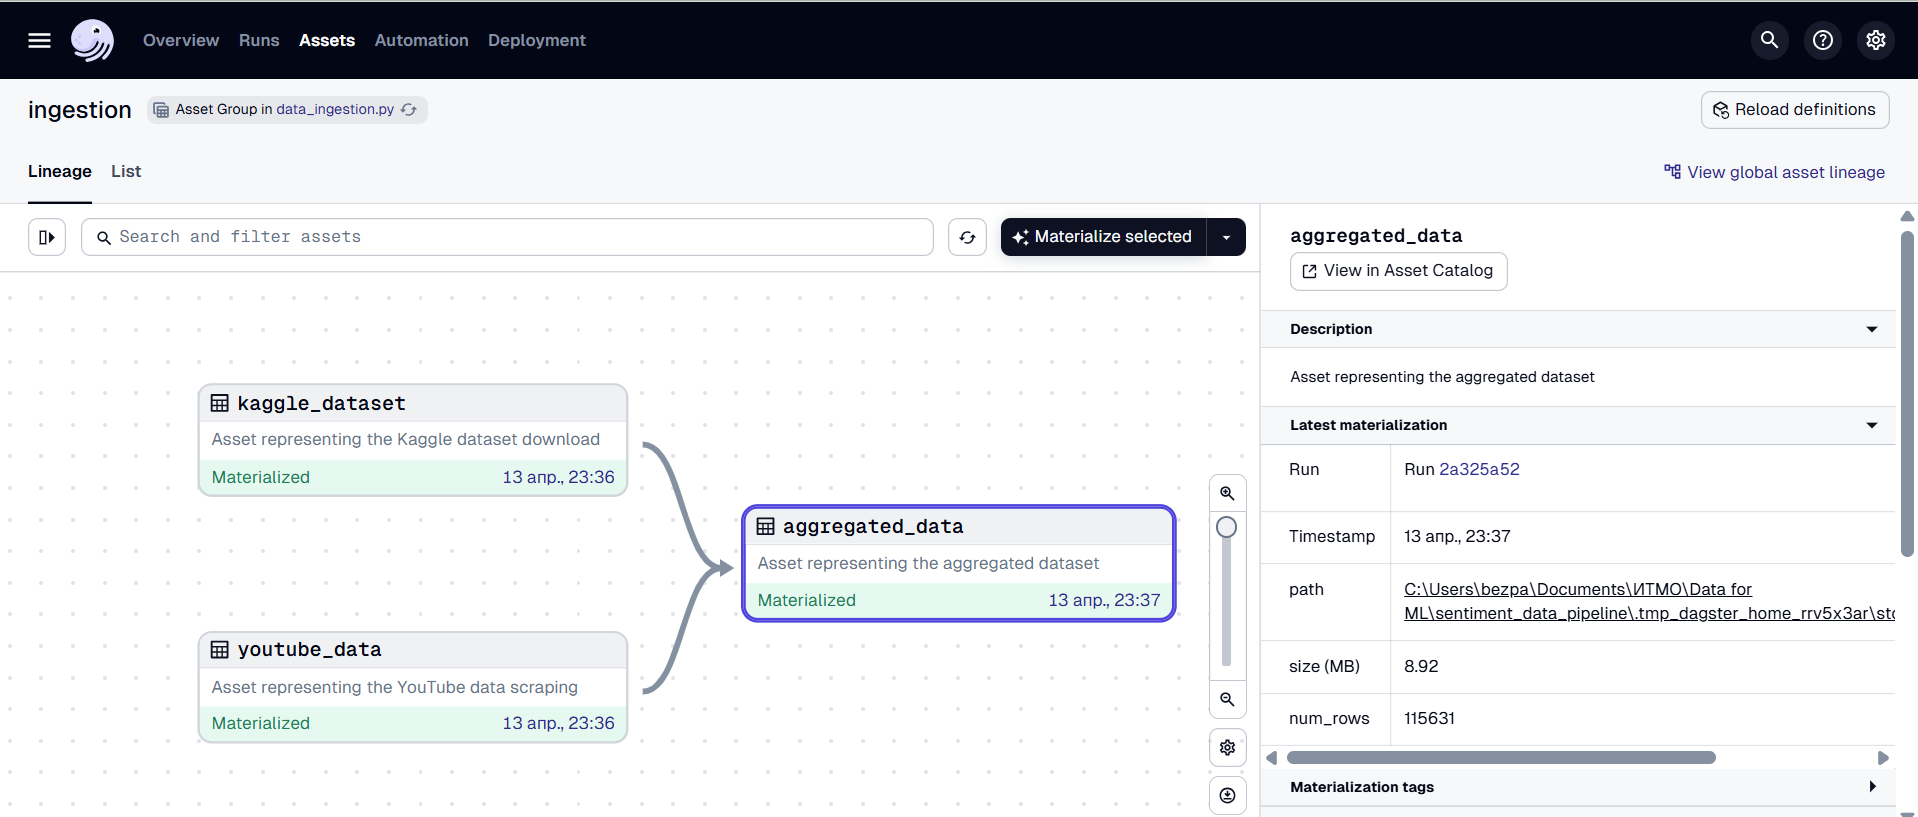 Overview Runs Assets Automation Deployment
ingestion Asset Group in data_ingestion.py
Reload definitions
Lineage List
View global asset lineage
Search and filter assets
Materialize selected
kaggle_dataset
Asset representing the Kaggle dataset download
Materialized 13 апр., 23:36
youtube_data
Asset representing the YouTube data scraping
Materialized 13 апр., 23:36
aggregated_data
Asset representing the aggregated dataset
Materialized 13 апр., 23:37
aggregated_data
View in Asset Catalog
Description
Asset representing the aggregated dataset
Latest materialization
Run Run 2a325a52
Timestamp 13 апр., 23:37
path C:\Users\bezpa\Documents\ИТМО\Data for
ML\sentiment_data_pipeline\.tmp_dagster_home_rrv5x3ar\sto
size (MB) 8.92
num_rows 115631
Materialization tags